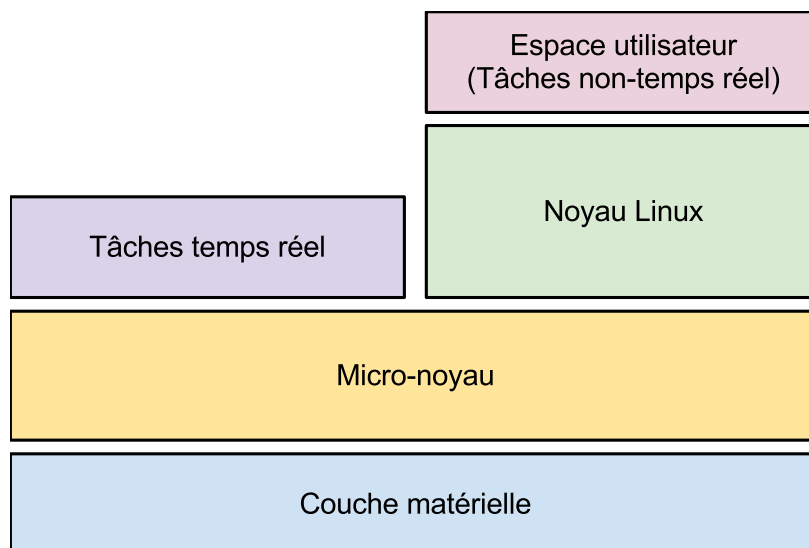 Espace utilisateur
(Tâches non-temps réel)
Noyau Linux
Tâches temps réel
Micro-noyau
Couche matérielle